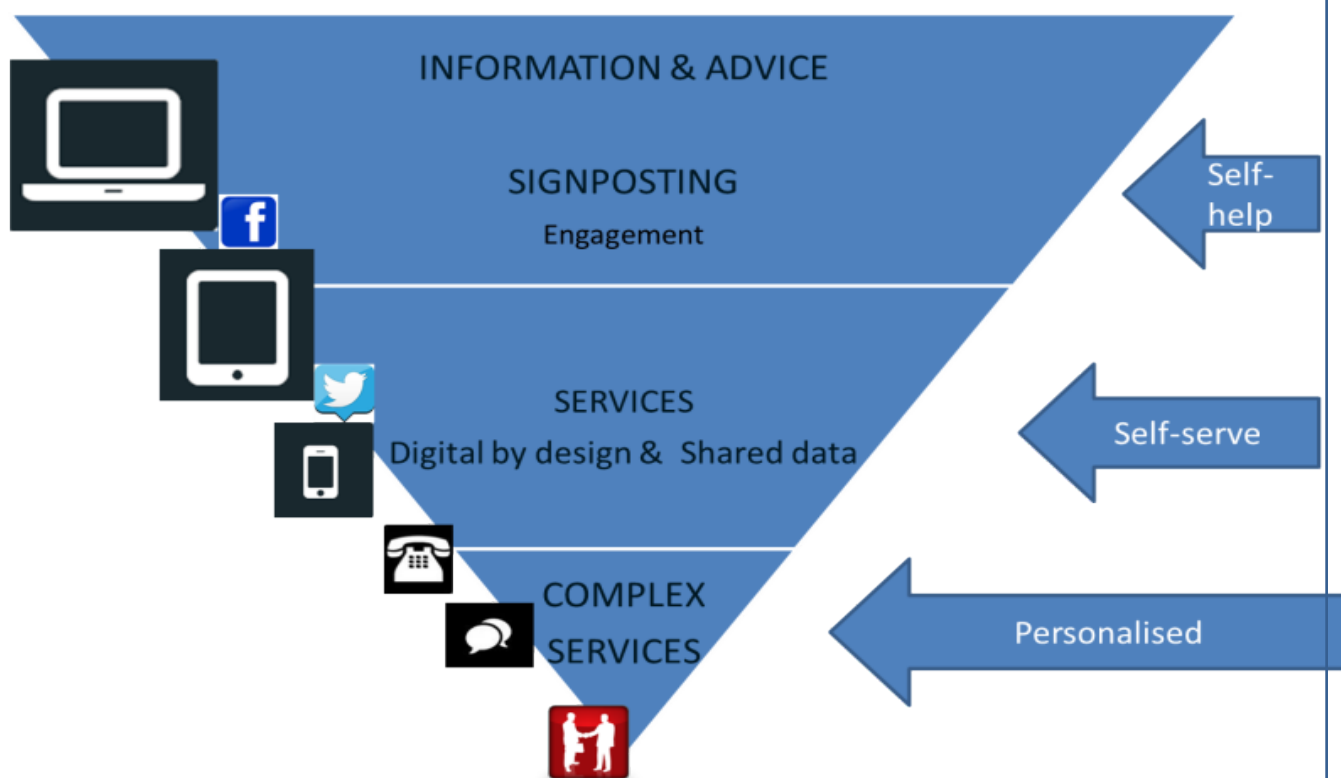 INFORMATION & ADVICE
SIGNPOSTING
Engagement
Self-
help
SERVICES
Digital by design & Shared data
Self-serve
COMPLEX
SERVICES
Personalised
f